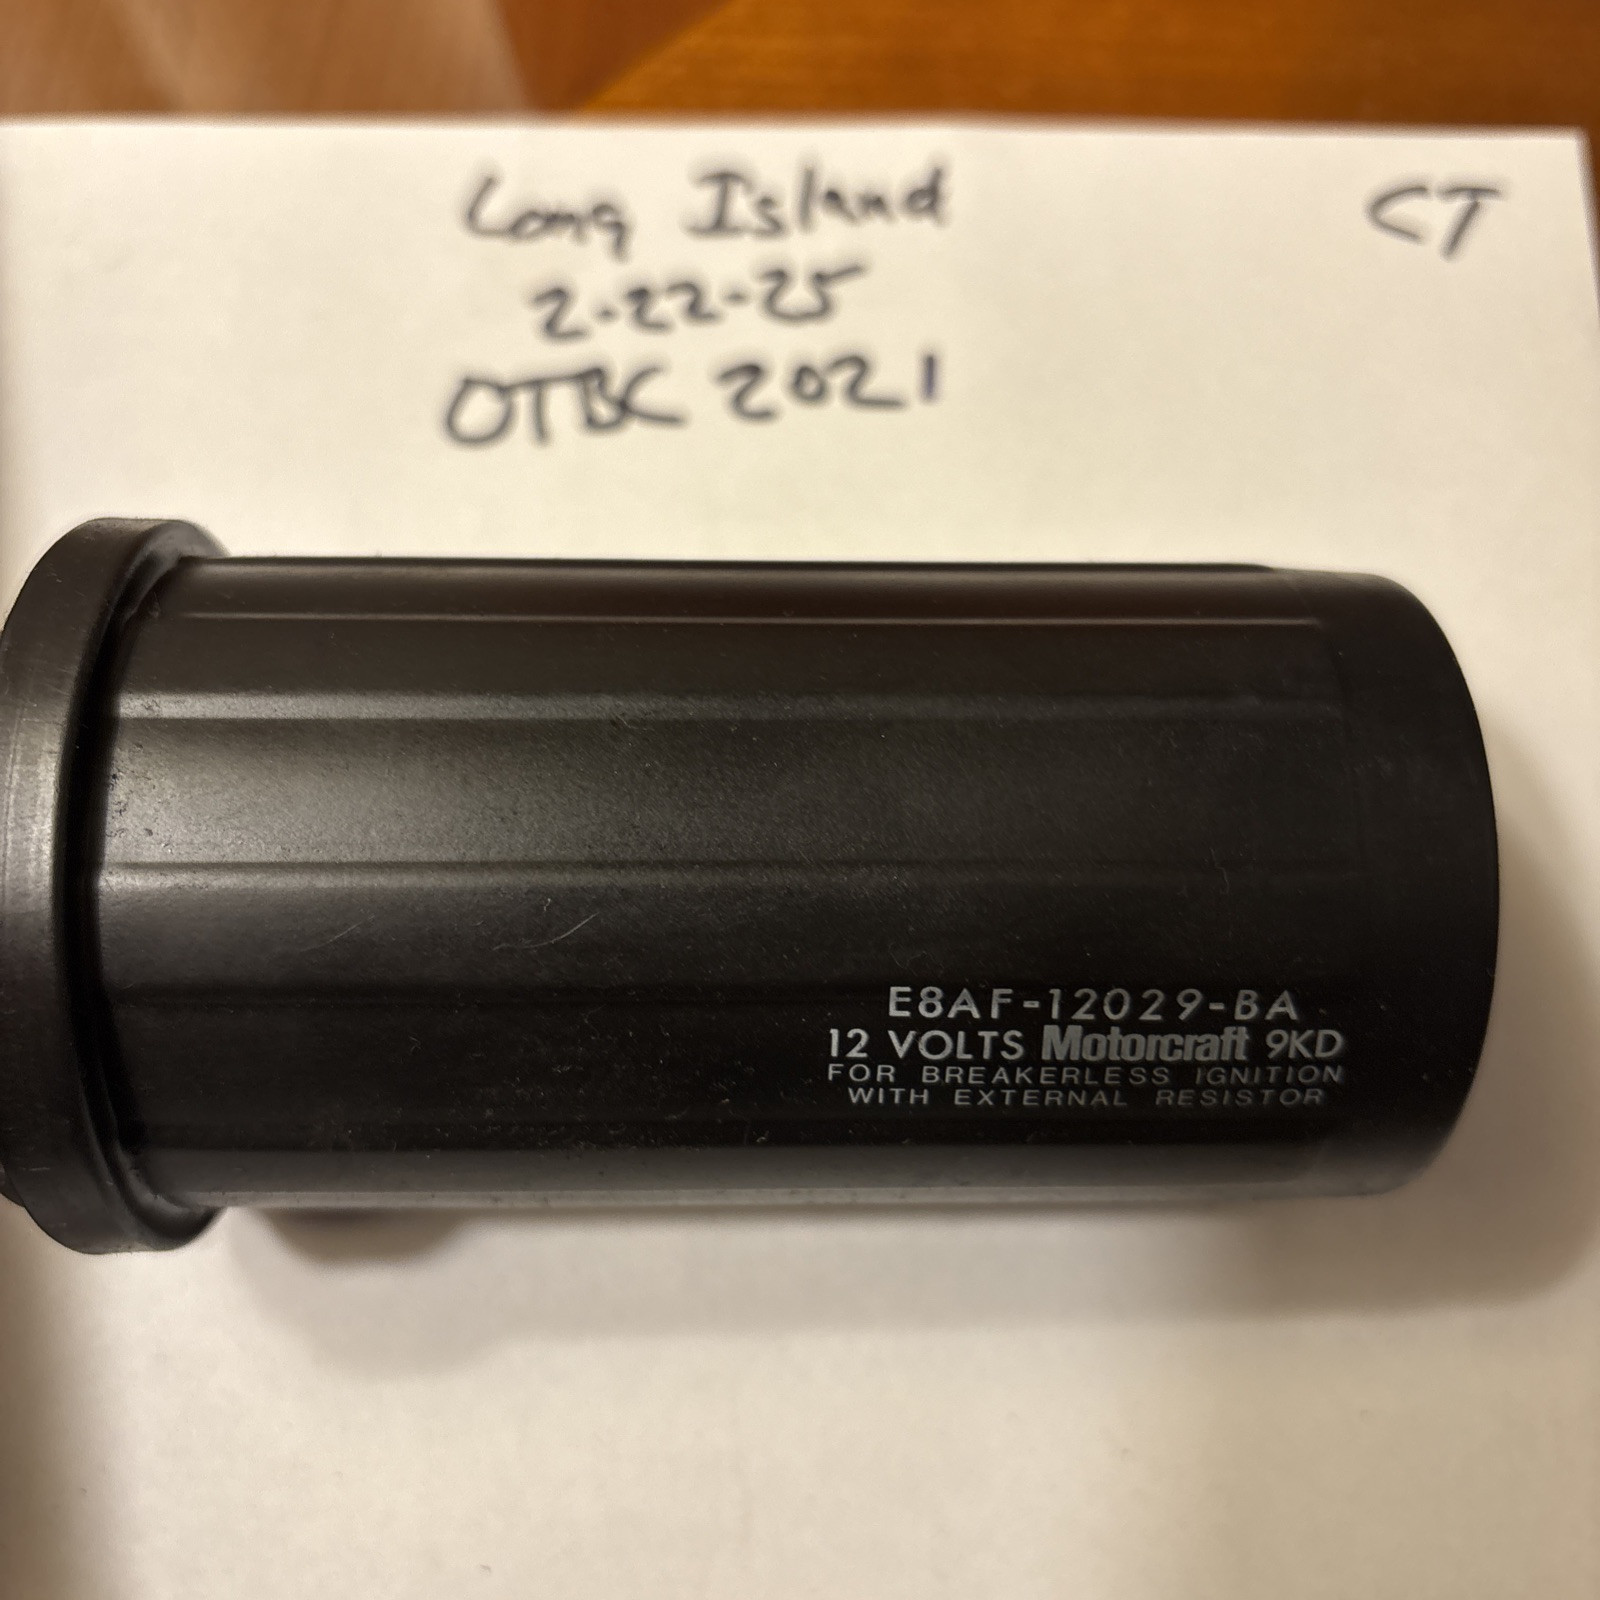 Long Island CT
2-22-25
OTBC 2021
E8AF-12029-BA
12 VOLTS Motorcraft 9KD
FOR BREAKERLESS IGNITION
WITH EXTERNAL RESISTOR